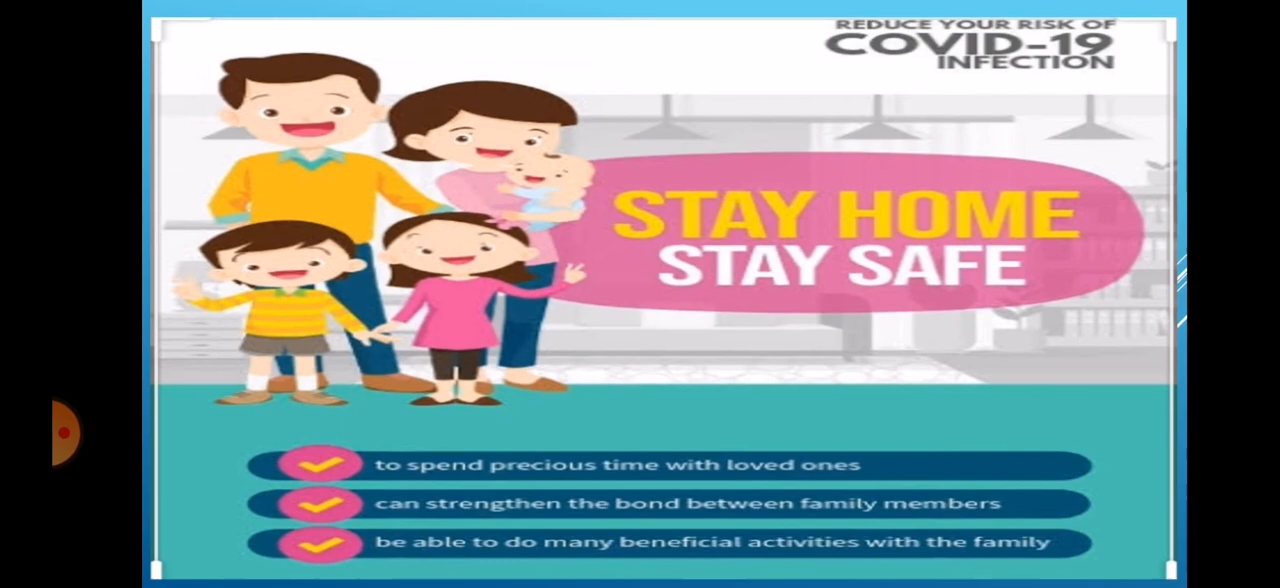 REDUCE YOUR RISK OF
COVID-19
INFECTION
STAY HOME
STAY SAFE
to spend precious time with loved ones
can strengthen the bond between family members
be able to do many beneficial activities with the family